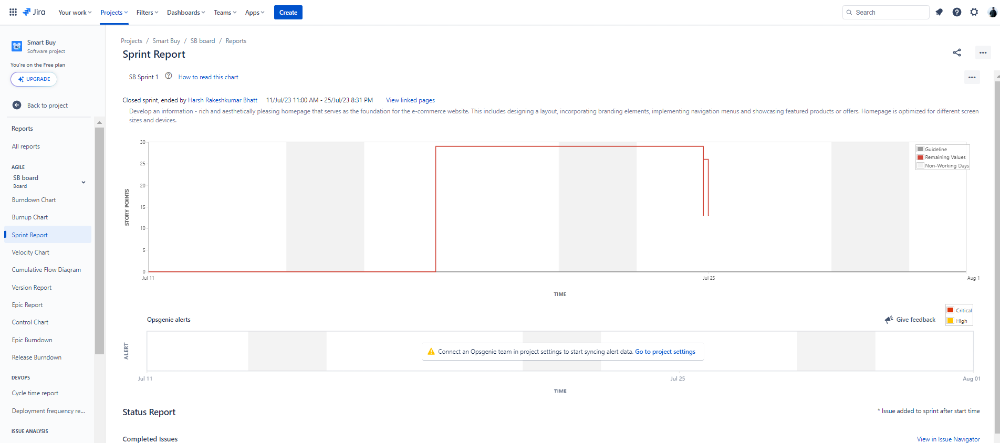 Jira Your work Projects Filters Dashboards Teams Apps Create Search
Smart Buy
Software project
You're on the Free plan
UPGRADE
Back to project
Reports
All reports
AGILE
SB board
Board
Burndown Chart
Burnup Chart
Sprint Report
Velocity Chart
Cumulative Flow Diagram
Version Report
Epic Report
Control Chart
Epic Burndown
Release Burndown
DEVOPS
Cycle time report
Deployment frequency re...
ISSUE ANALYSIS
Projects / Smart Buy / SB board / Reports
Sprint Report
SB Sprint 1 How to read this chart
Closed sprint, ended by Harsh Rakeshkumar Bhatt 11/Jul/23 11:00 AM - 25/Jul/23 8:31 PM View linked pages
Develop an information - rich and aesthetically pleasing homepage that serves as the foundation for the e-commerce website. This includes designing a layout, incorporating branding elements, implementing navigation menus and showcasing featured products or offers. Homepage is optimized for different screen
sizes and devices.
STORY POINTS
30
25
20
15
10
5
0
Jul 11 Jul 25 Aug 1
TIME
Guideline
Remaining Values
Non-Working Days
Opsgenie alerts Give feedback
Critical
High
ALERT
Connect an Opsgenie team in project settings to start syncing alert data. Go to project settings
Jul 11 Jul 25 Aug 01
TIME
Status Report * Issue added to sprint after start time
Completed Issues View in Issue Navigator